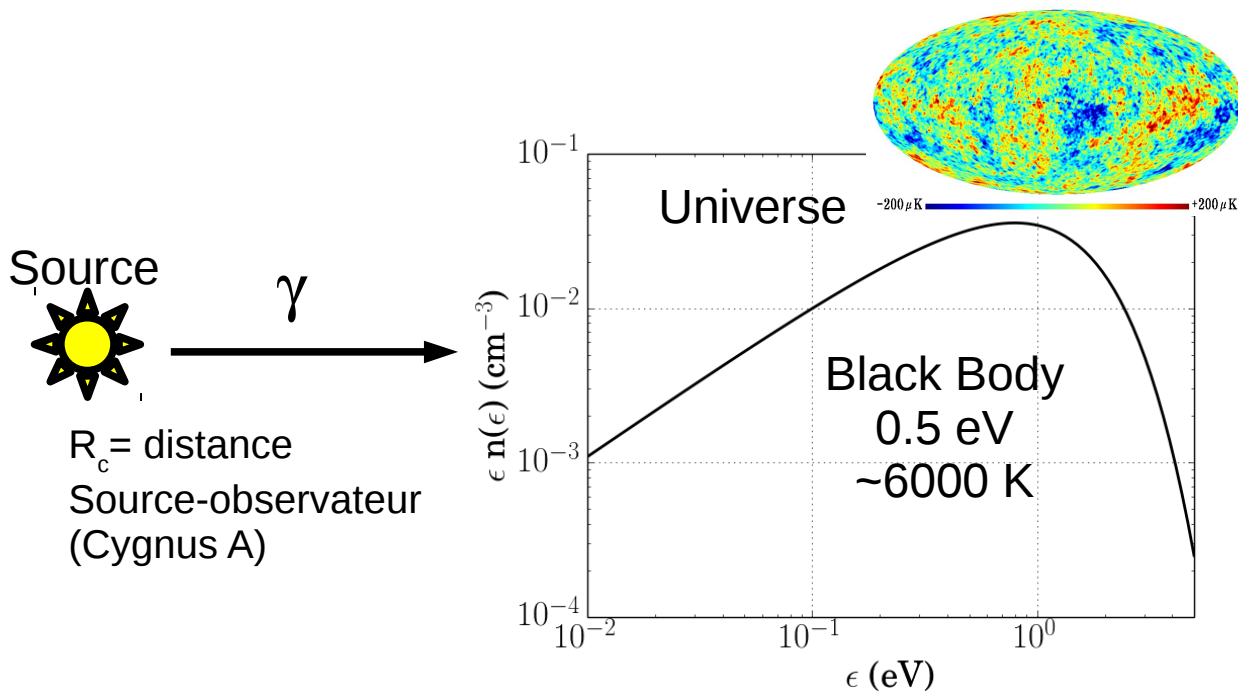 Source
γ
R_c= distance
Source-observateur
(Cygnus A)
Universe
-200 μK
+200 μK
10^{-1}
10^{-2}
10^{-3}
10^{-4}
ϵ n(ϵ) (cm^{-3})
Black Body
0.5 eV
~6000 K
10^{-2}
10^{-1}
10^0
ϵ (eV)